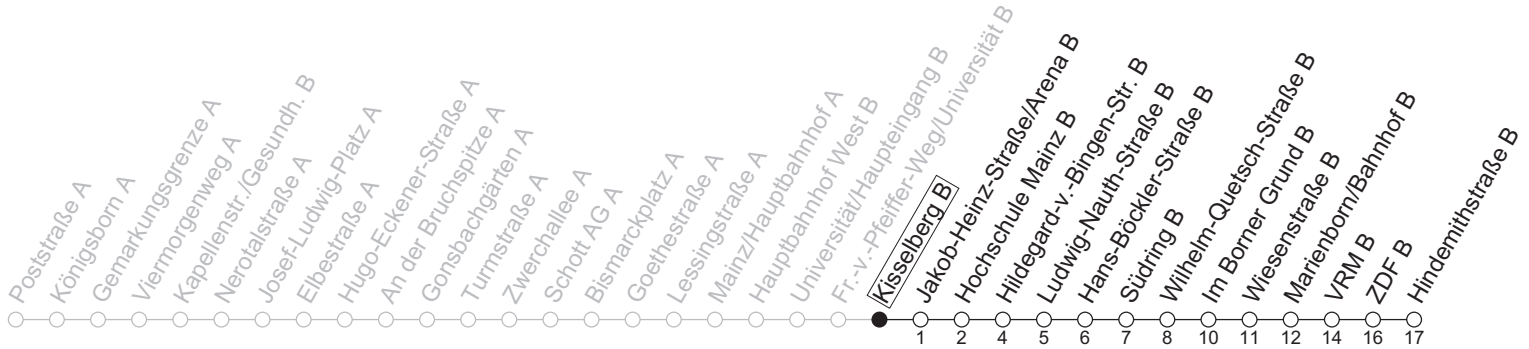 Poststraße A
Königsborn A
Gemarkungsgrenze A
Viermorgenweg A
Kapellenstr./Gesundh. B
Nerotalstraße A
Josef-Ludwig-Platz A
Elbestraße A
Hugo-Eckener-Straße A
An der Bruchspitze A
Gonsbachgärten A
Turmstraße A
Zwerchallee A
Schott AG A
Bismarckplatz A
Goethestraße A
Lessingstraße A
Mainz/Hauptbahnhof A
Hauptbahnhof West B
Universität/Haupteingang B
Fr.-v.-Pfeiffer-Weg/Universität B
Kisselberg B
Jakob-Heinz-Straße/Arena B
Hochschule Mainz B
Hildegard-v.-Bingen-Str. B
Ludwig-Nauth-Straße B
Hans-Böckler-Straße B
Südring B
Wilhelm-Quetsch-Straße B
Im Borner Grund B
Wiesenstraße B
Marienborn/Bahnhof B
VRM B
ZDF B
Hindemithstraße B
1 2 4 5 6 7 8 10 11 12 14 16 17